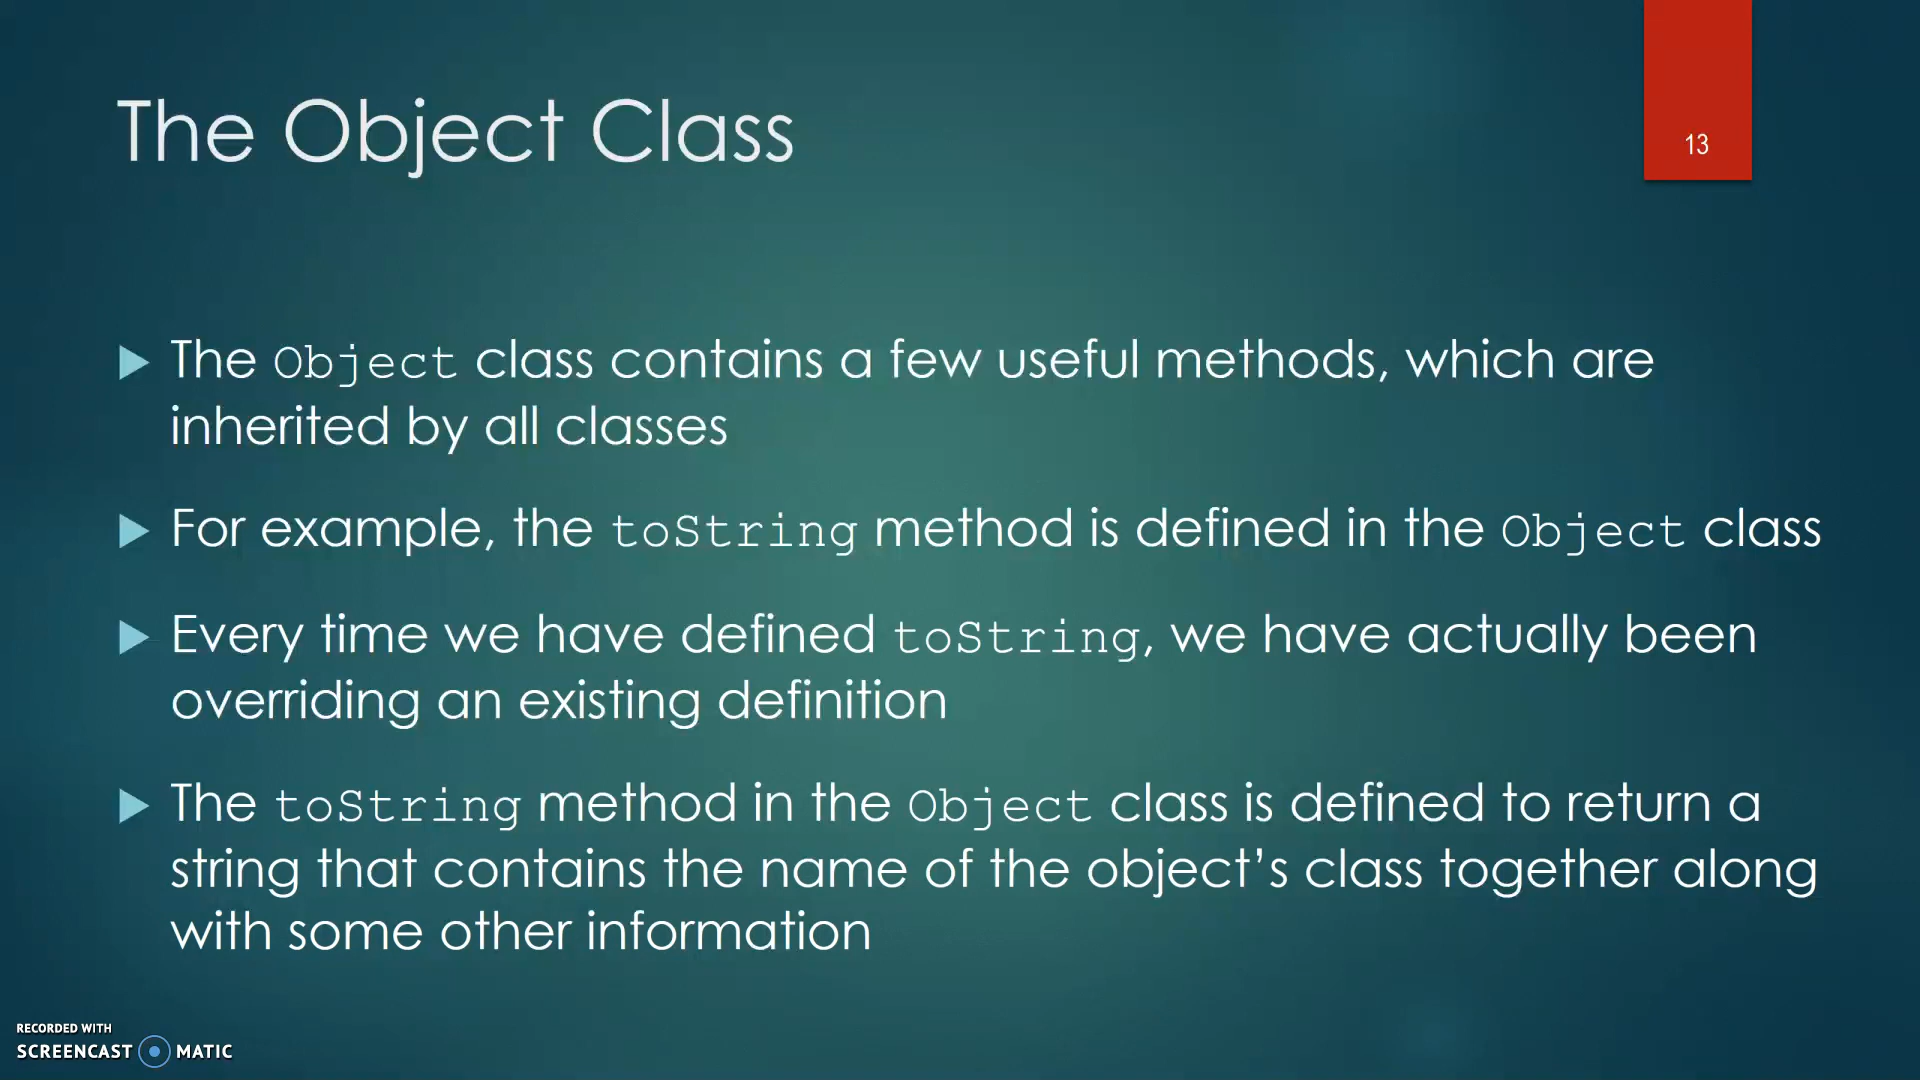 The Object Class
13
The Object class contains a few useful methods, which are
inherited by all classes
For example, the toString method is defined in the Object class
Every time we have defined toString, we have actually been
overriding an existing definition
The toString method in the Object class is defined to return a
string that contains the name of the object’s class together along
with some other information
RECORDED WITH
SCREENCAST MATIC